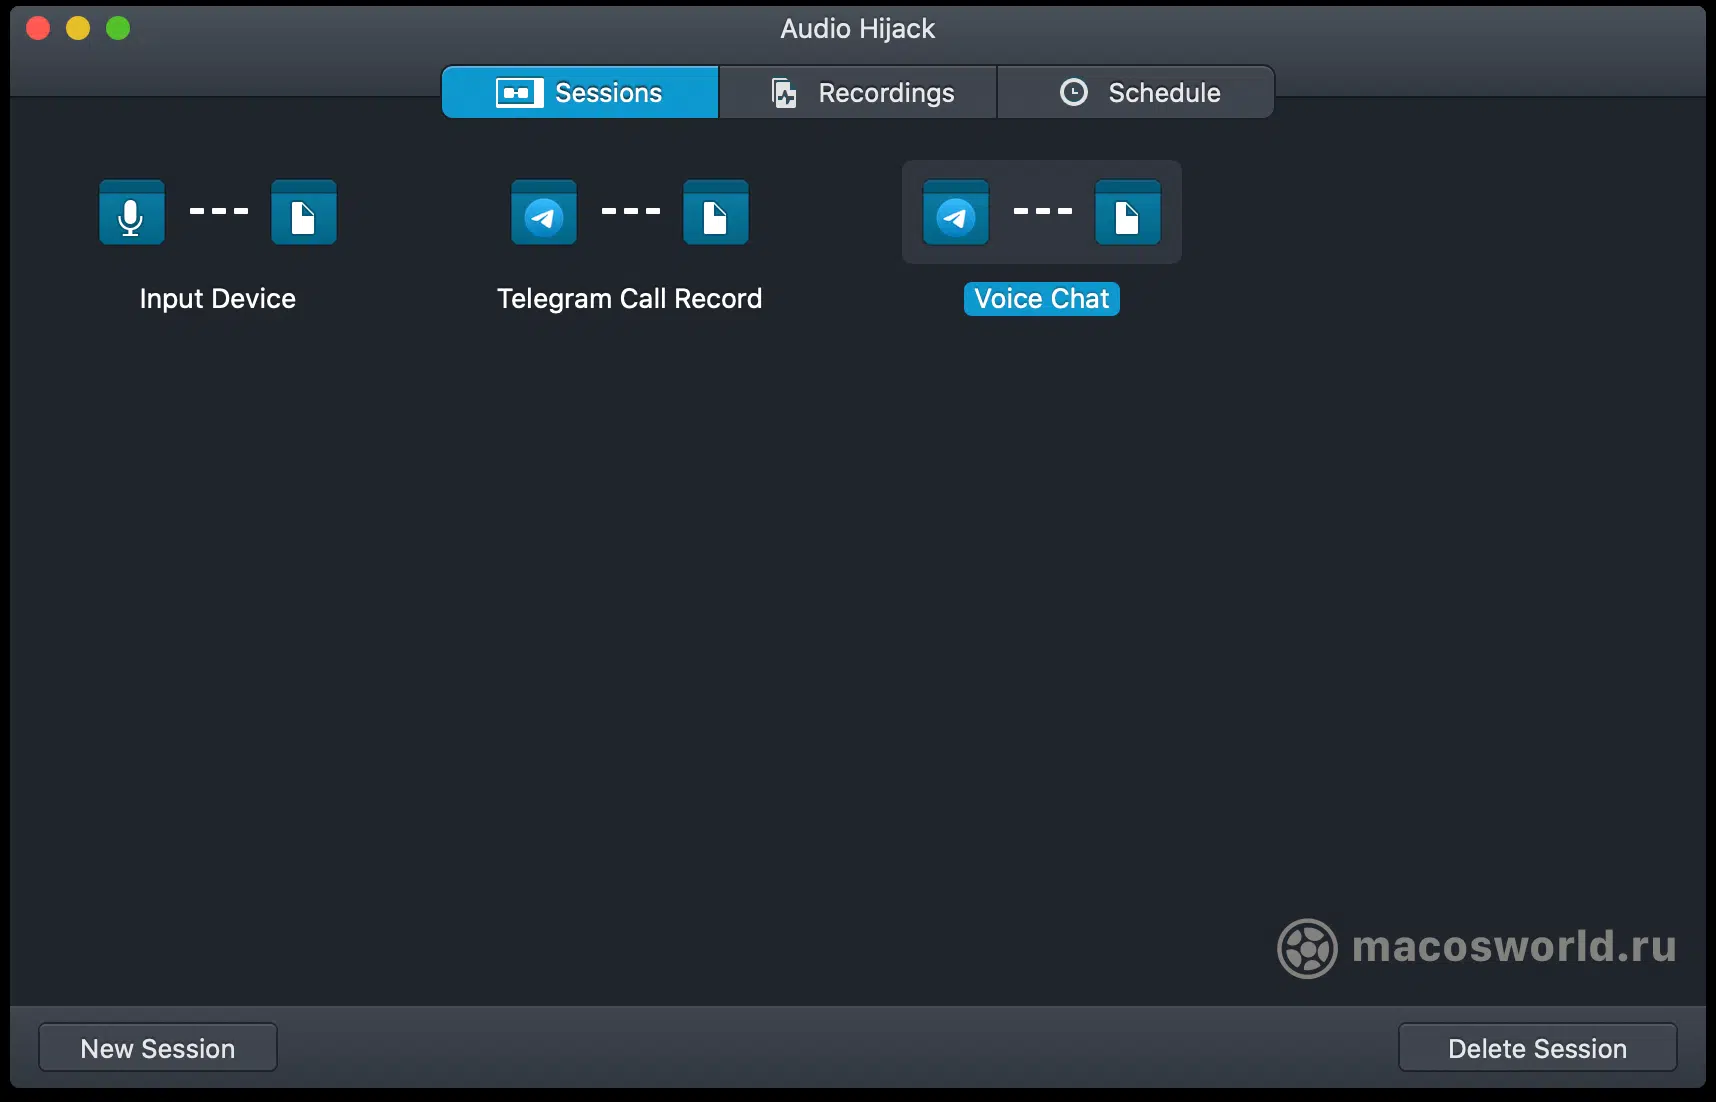 Audio Hijack
Sessions
Recordings
Schedule
Input Device
Telegram Call Record
Voice Chat
macosworld.ru
New Session
Delete Session